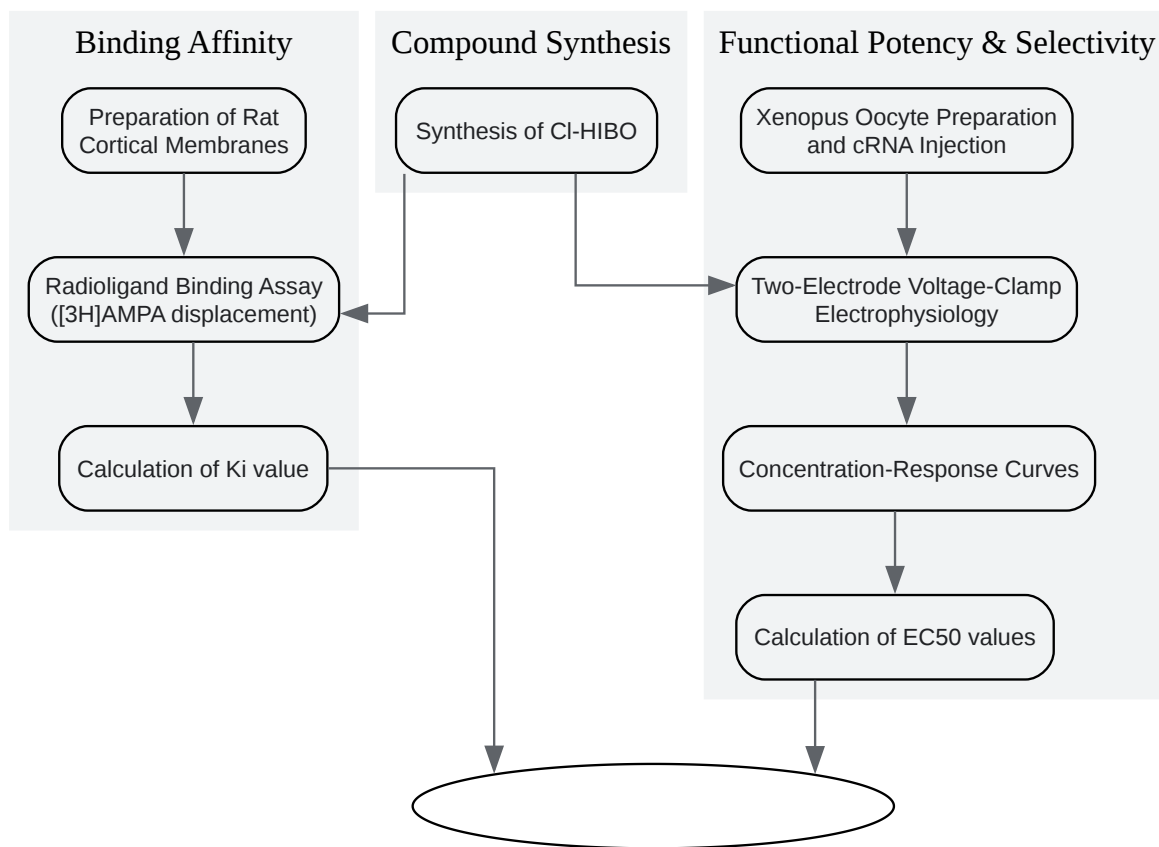 Binding Affinity
Preparation of Rat
Cortical Membranes
Radioligand Binding Assay
([3H]AMPA displacement)
Calculation of Ki value
Compound Synthesis
Synthesis of Cl-HIBO
Functional Potency & Selectivity
Xenopus Oocyte Preparation
and cRNA Injection
Two-Electrode Voltage-Clamp
Electrophysiology
Concentration-Response Curves
Calculation of EC50 values